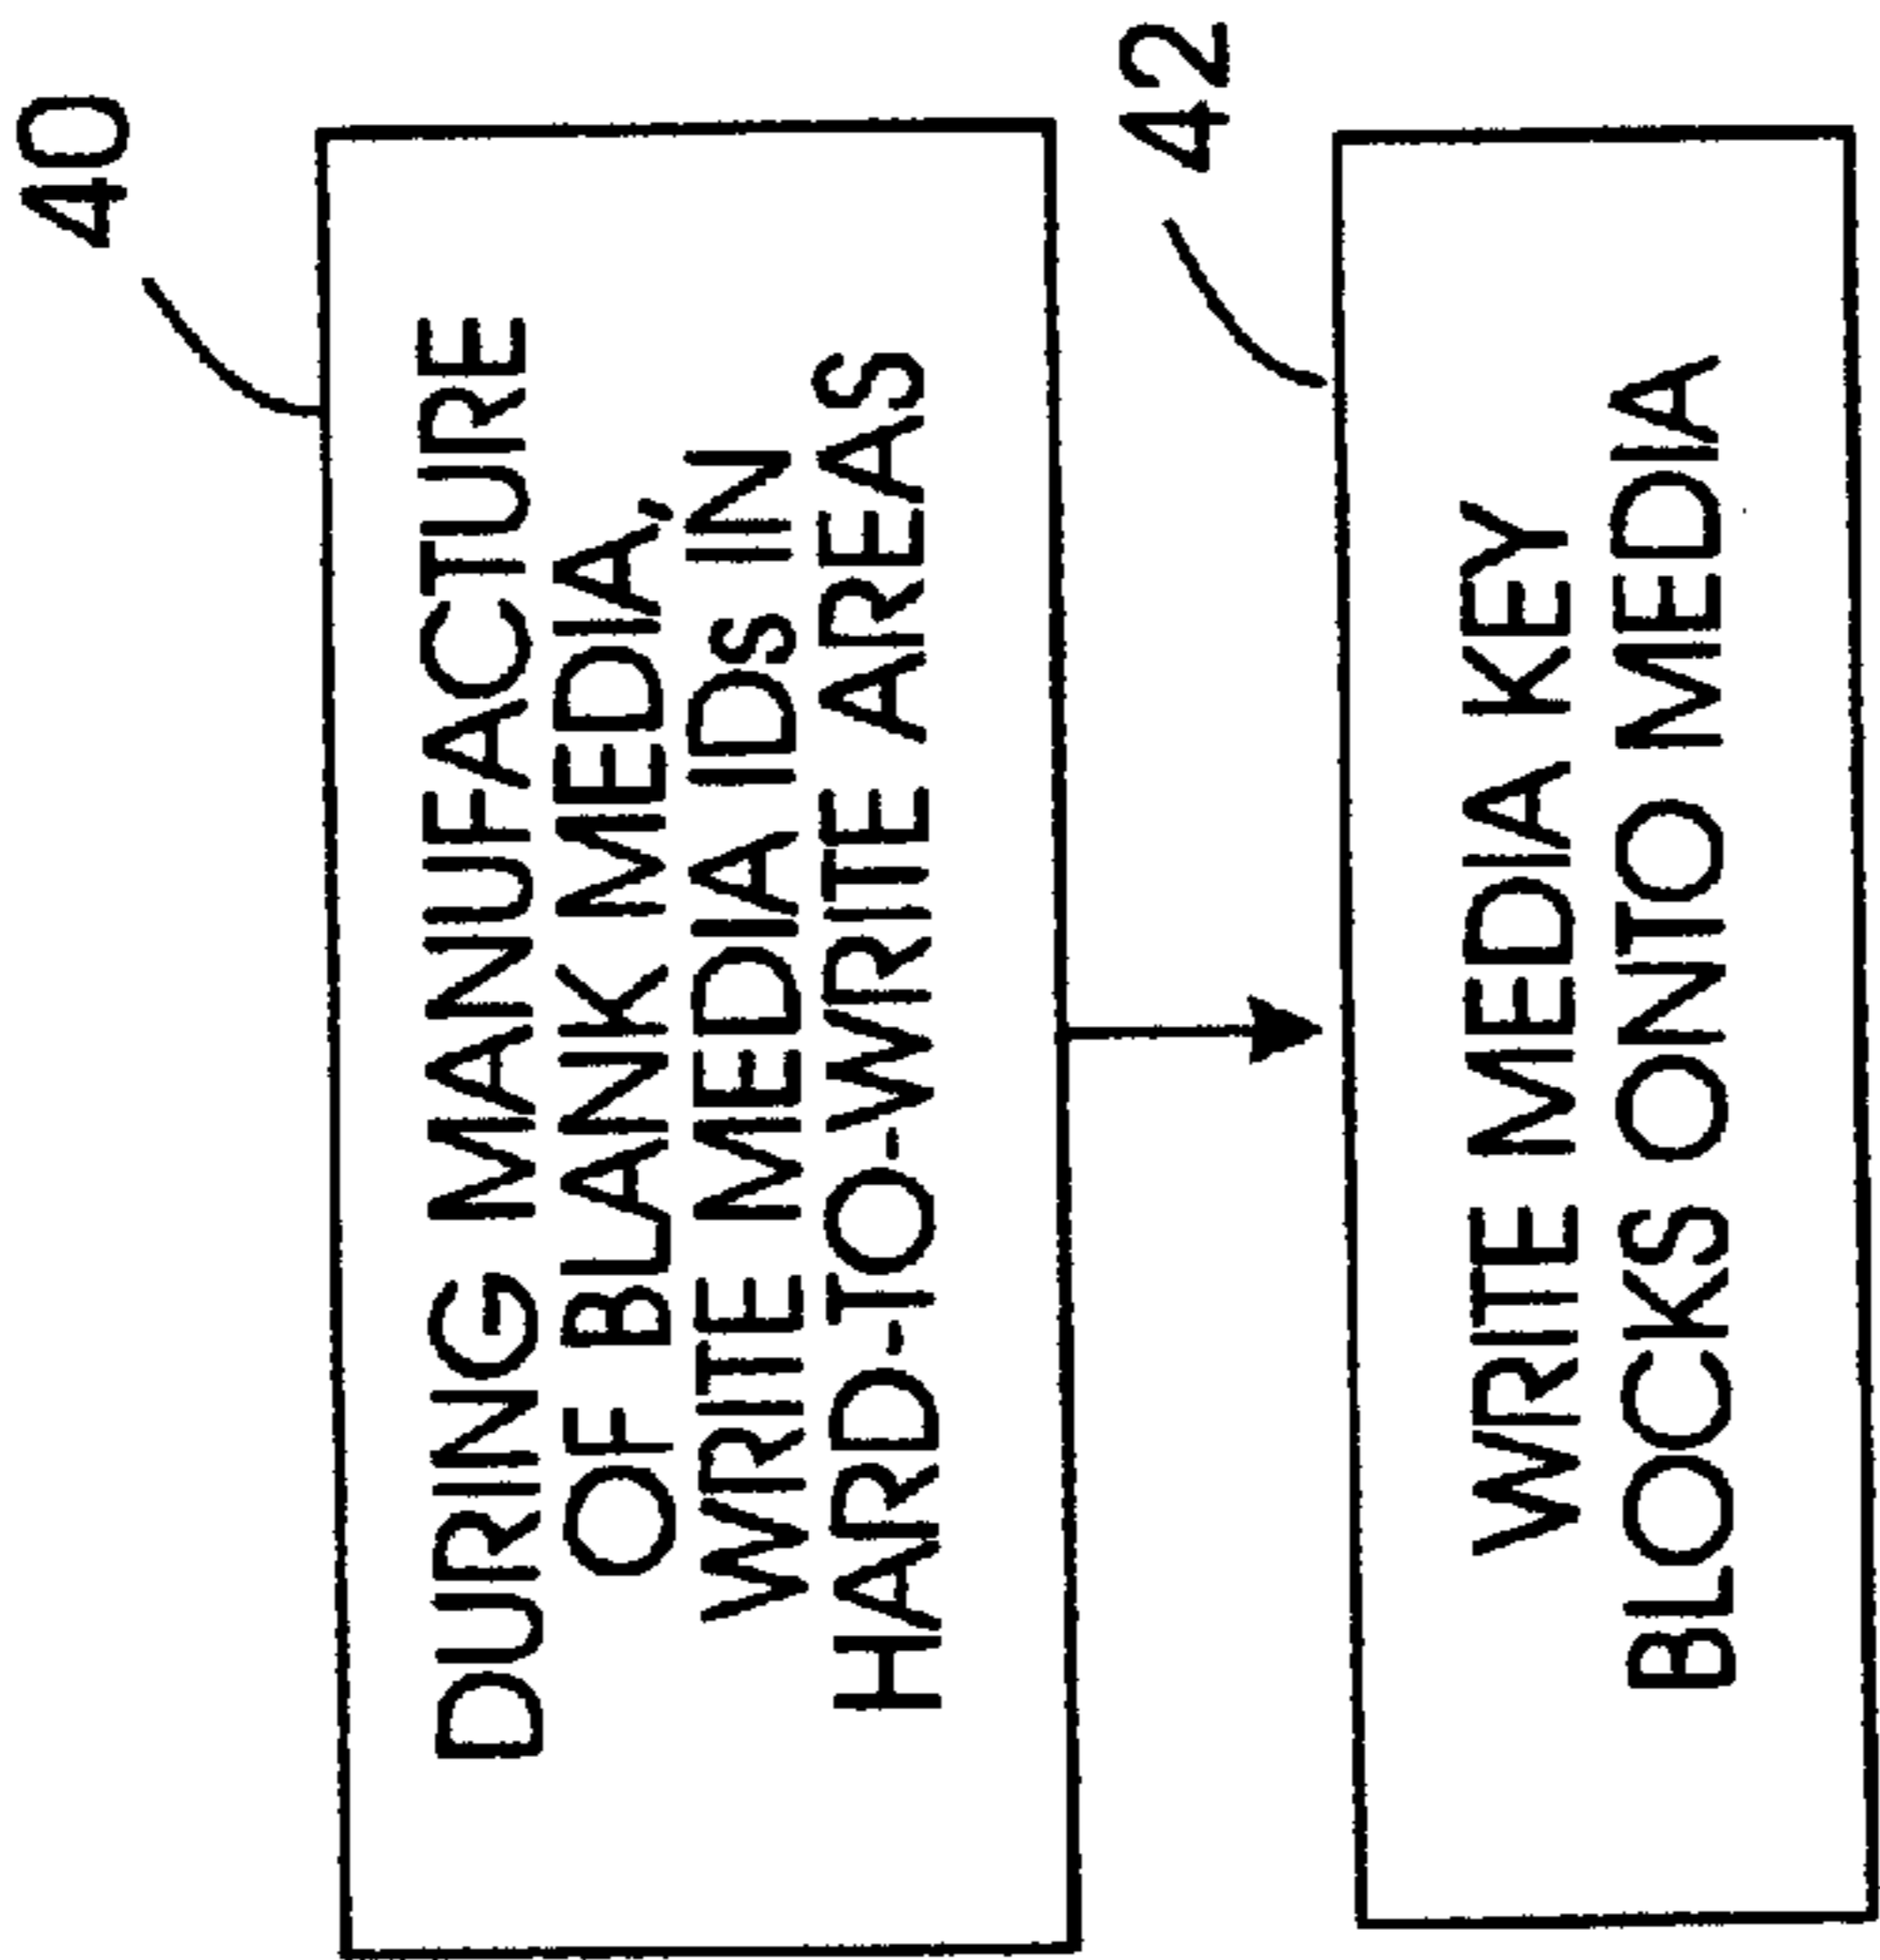 40
DURING MANUFACTURE
OF BLANK MEDIA,
WRITE MEDIA IDs IN
HARD-TO-WRITE AREAS
42
WRITE MEDIA KEY
BLOCKS ONTO MEDIA